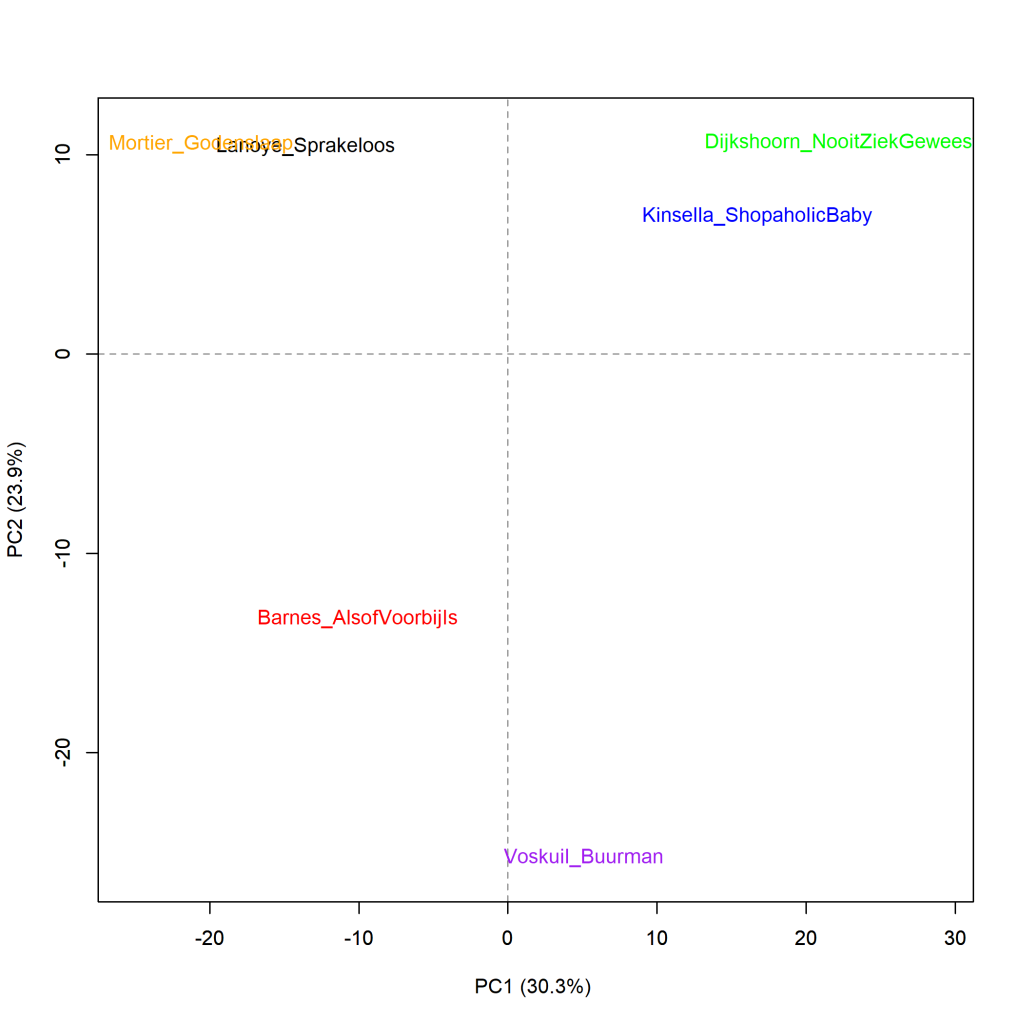 Mortier_Godenslaap
Lanoye_Sprakeloos
Dijkshoorn_NooitZiekGewees
Kinsella_ShopaholicBaby
Barnes_AlsofVoorbijIs
Voskuil_Buurman
10
0
-10
-20
PC2 (23.9%)
-20 -10 0 10 20 30
PC1 (30.3%)